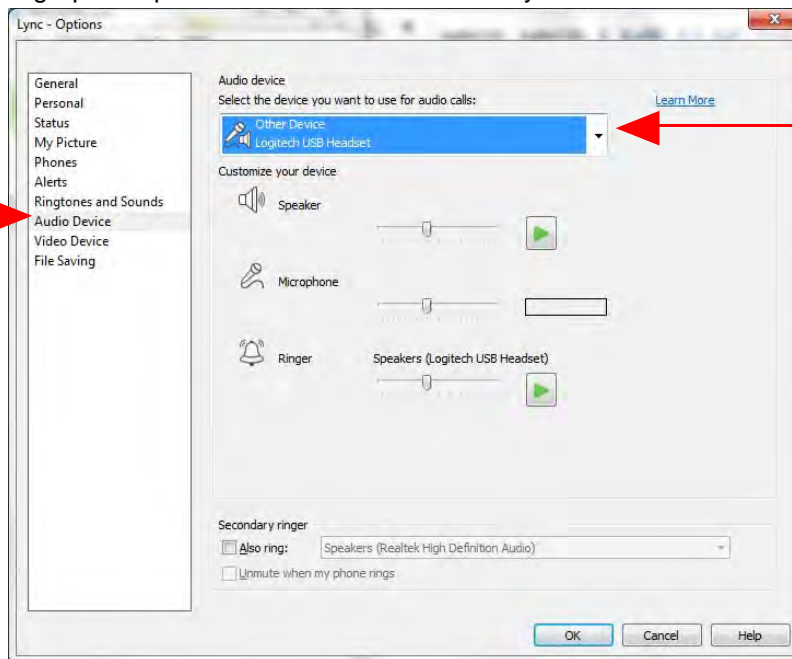 Lync - Options
General
Personal
Status
My Picture
Phones
Alerts
Ringtones and Sounds
Audio Device
Video Device
File Saving
Audio device
Select the device you want to use for audio calls:
Learn More
Other Device
Logitech USB Headset
Customize your device
Speaker
Microphone
Ringer
Speakers (Logitech USB Headset)
Secondary ringer
Also ring:
Speakers (Realtek High Definition Audio)
Unmute when my phone rings
OK
Cancel
Help